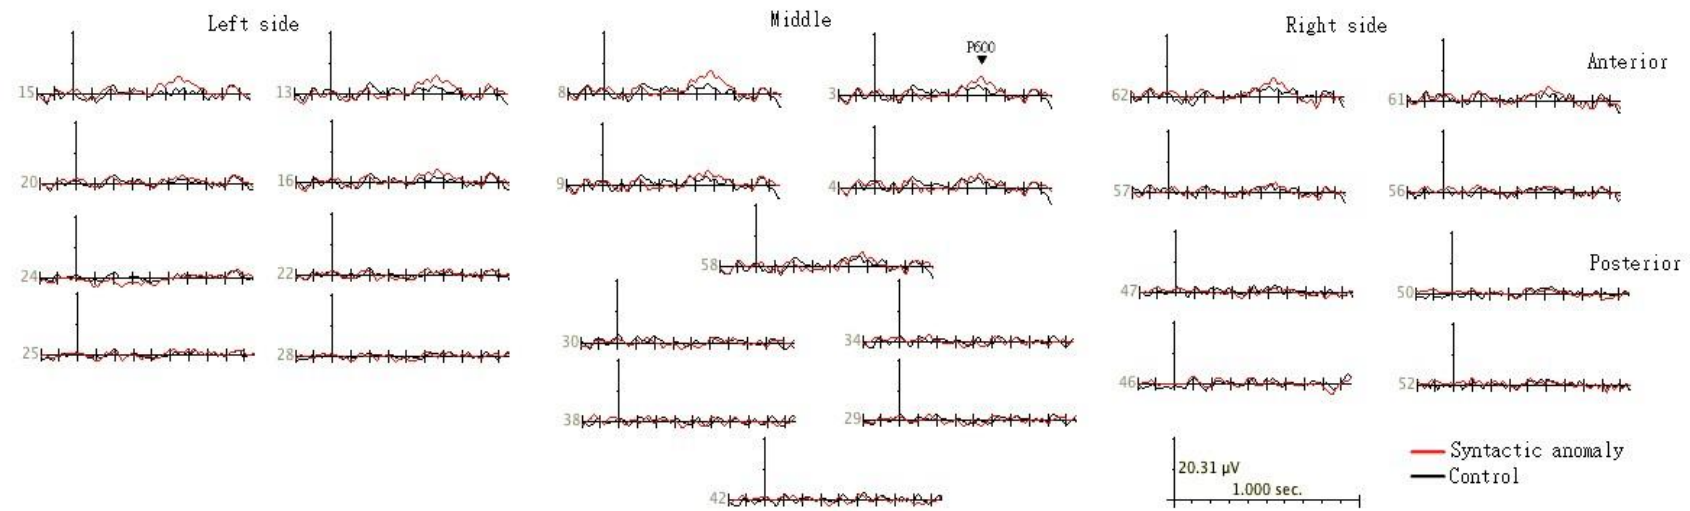 Left side
Middle
Right side
P600
Anterior
15
13
8
3
62
61
20
16
9
4
57
56
58
Posterior
24
22
47
50
30
34
25
28
46
52
38
29
20.31 µV
1.000 sec.
Syntactic anomaly
Control
42